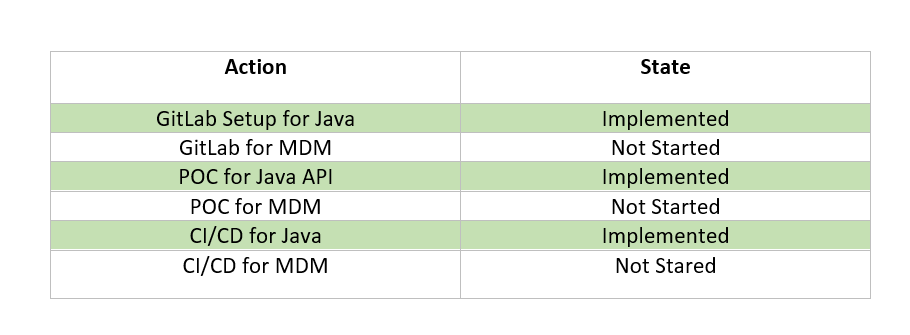 Action State
GitLab Setup for Java Implemented
GitLab for MDM Not Started
POC for Java API Implemented
POC for MDM Not Started
CI/CD for Java Implemented
CI/CD for MDM Not Stared